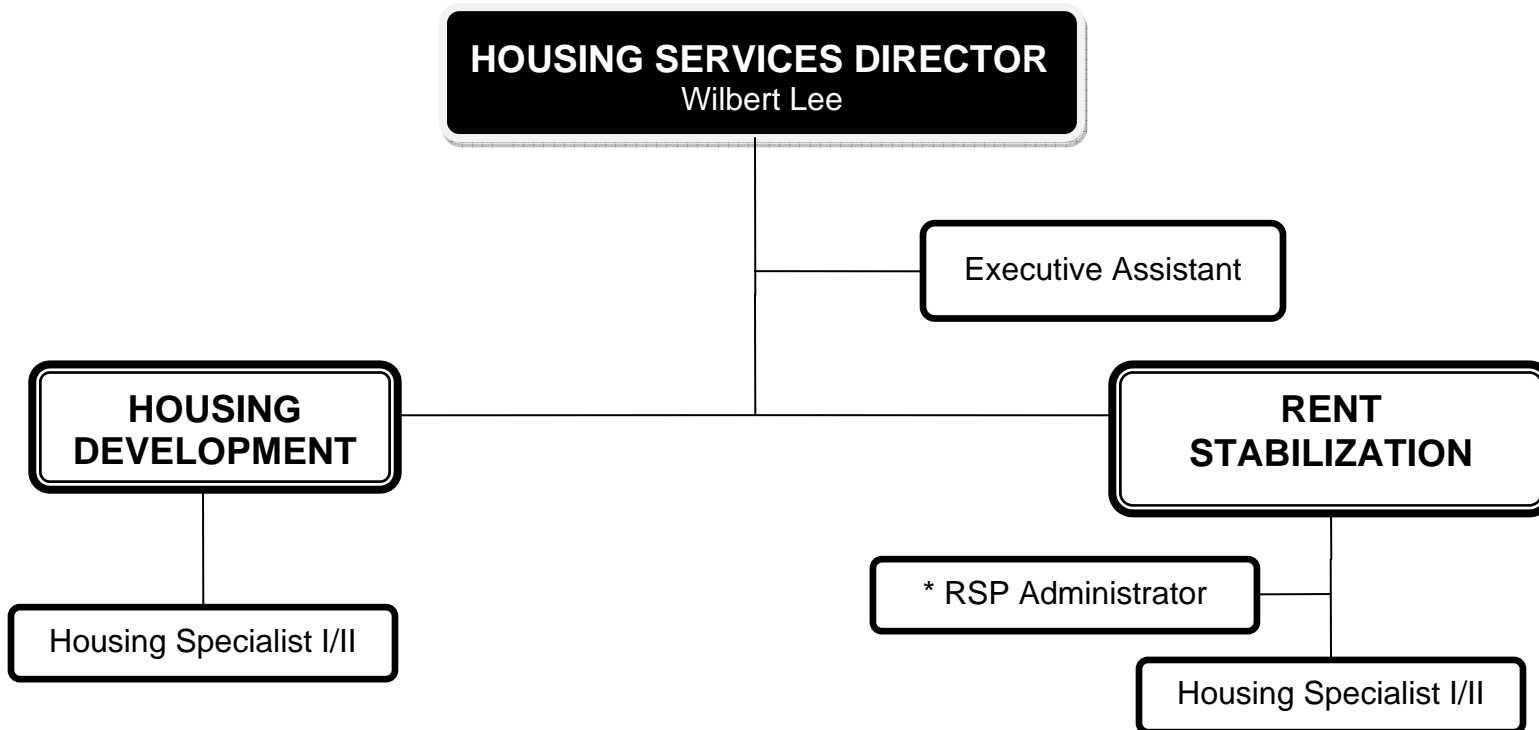 HOUSING SERVICES DIRECTOR
Wilbert Lee
Executive Assistant
HOUSING
DEVELOPMENT
RENT
STABILIZATION
* RSP Administrator
Housing Specialist I/II
Housing Specialist I/II